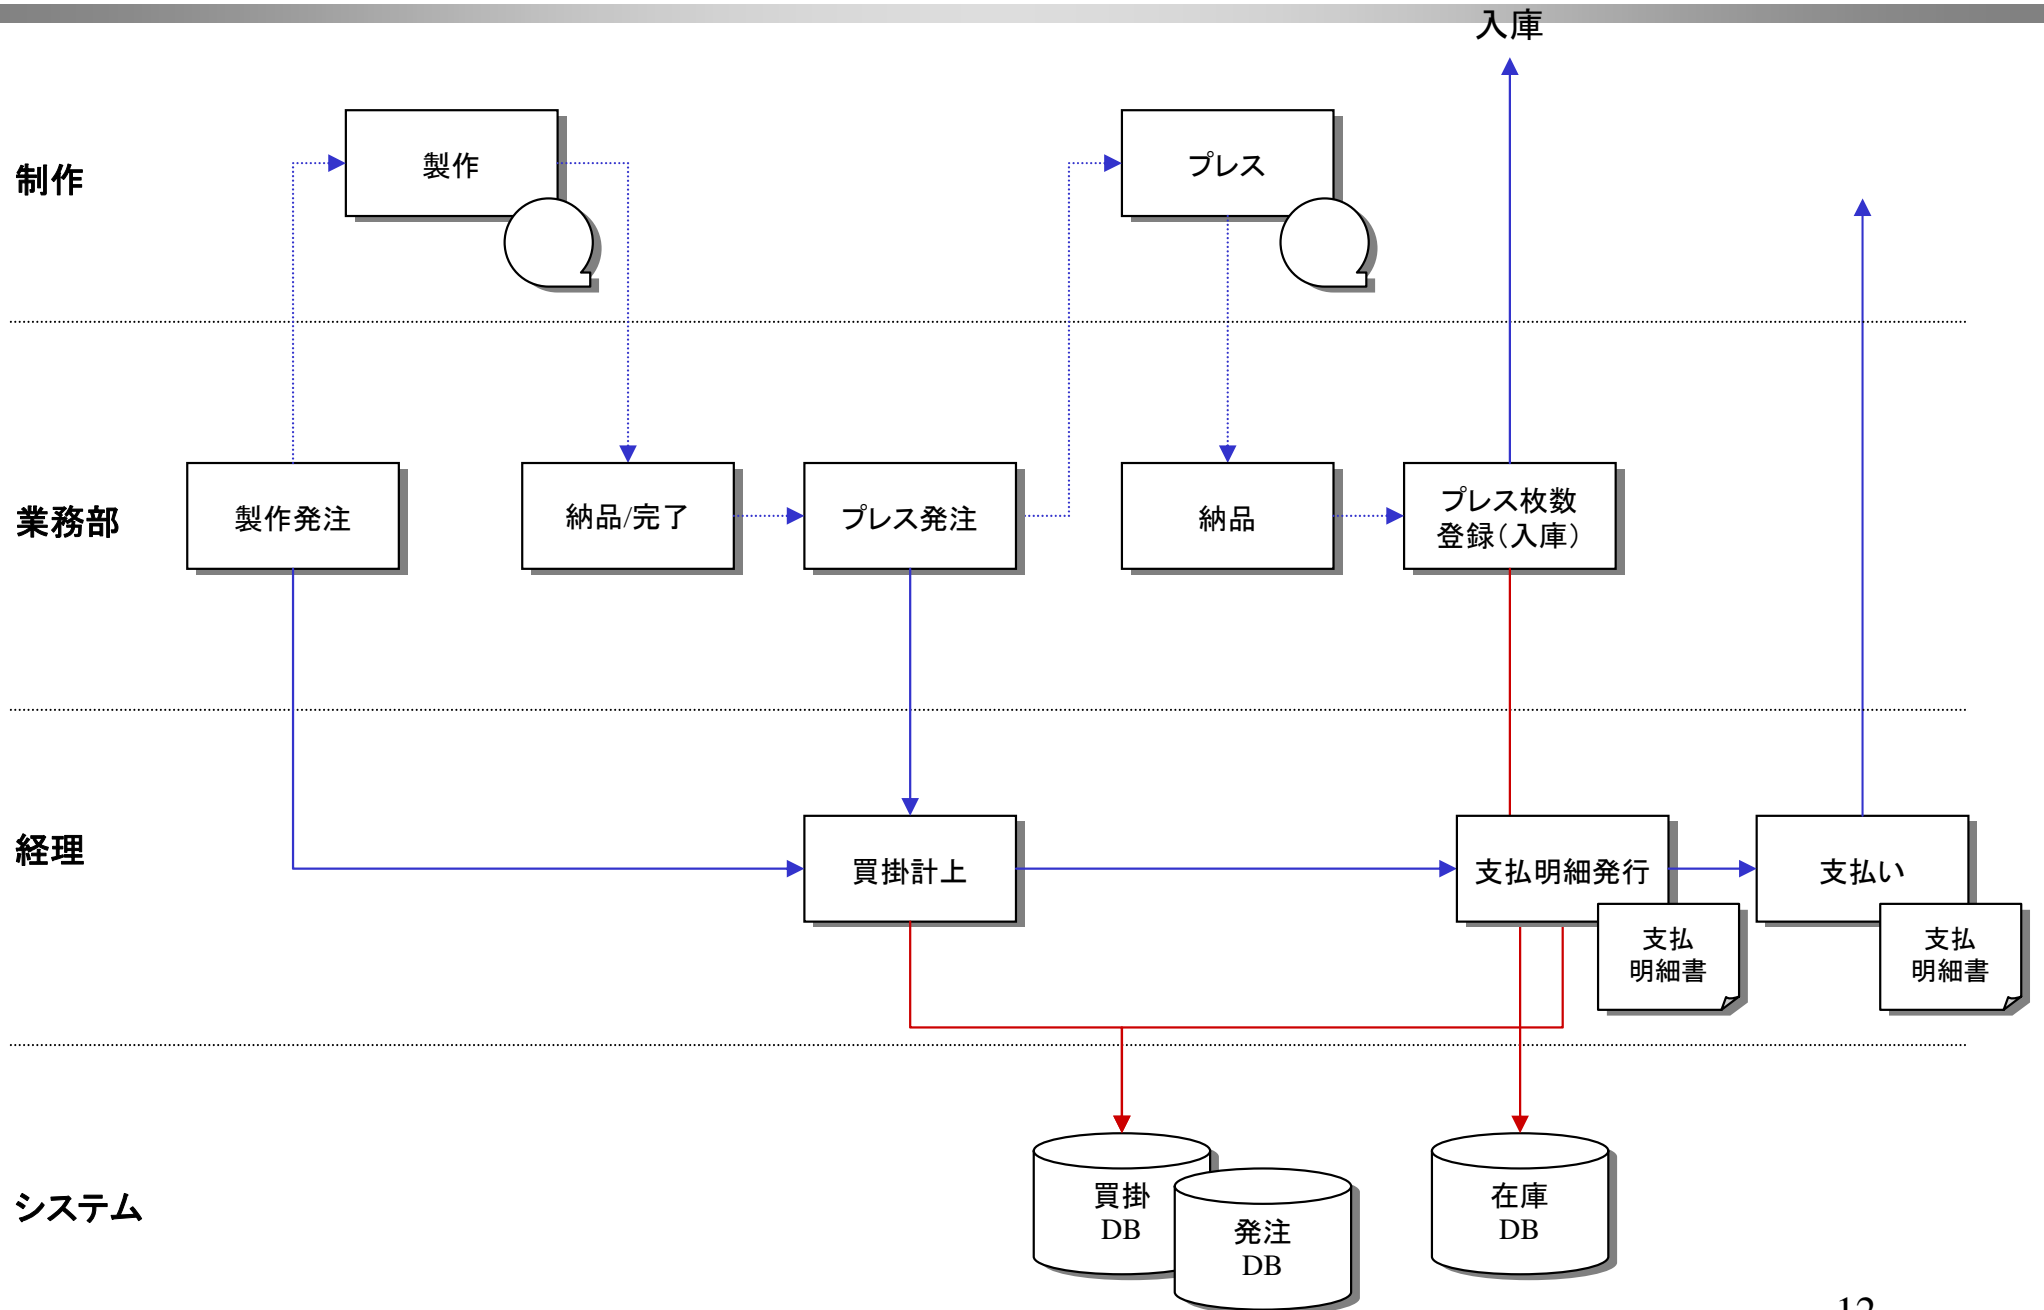 入庫
制作
製作
プレス
業務部
製作発注
納品/完了
プレス発注
納品
プレス枚数
登録(入庫)
経理
買掛計上
支払明細発行
支払い
支払
明細書
支払
明細書
システム
買掛
DB
発注
DB
在庫
DB
12